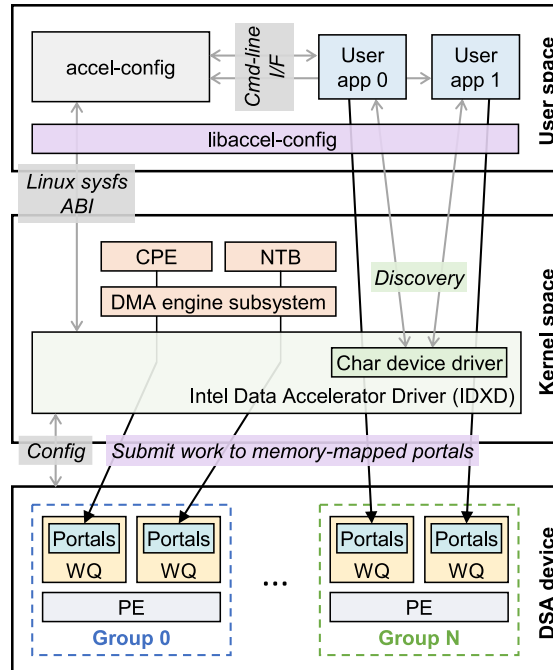 accel-config
Cmd-line
I/F
User
app 0
User
app 1
User space
libaccel-config
Linux sysfs
ABI
CPE
NTB
DMA engine subsystem
Discovery
Kernel space
Char device driver
Intel Data Accelerator Driver (IDXD)
Config
Submit work to memory-mapped portals
Portals
WQ
Portals
WQ
PE
Group 0
...
Portals
WQ
Portals
WQ
PE
Group N
DSA device